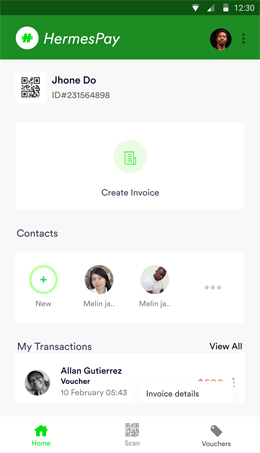 12:30
HermesPay
Jhone Do
ID#231564898
Create Invoice
Contacts
New
Melin ja..
Melin ja..
My Transactions
View All
Allan Gutierrez
Voucher
10 February 05:43
Invoice details
Home
Scan
Vouchers